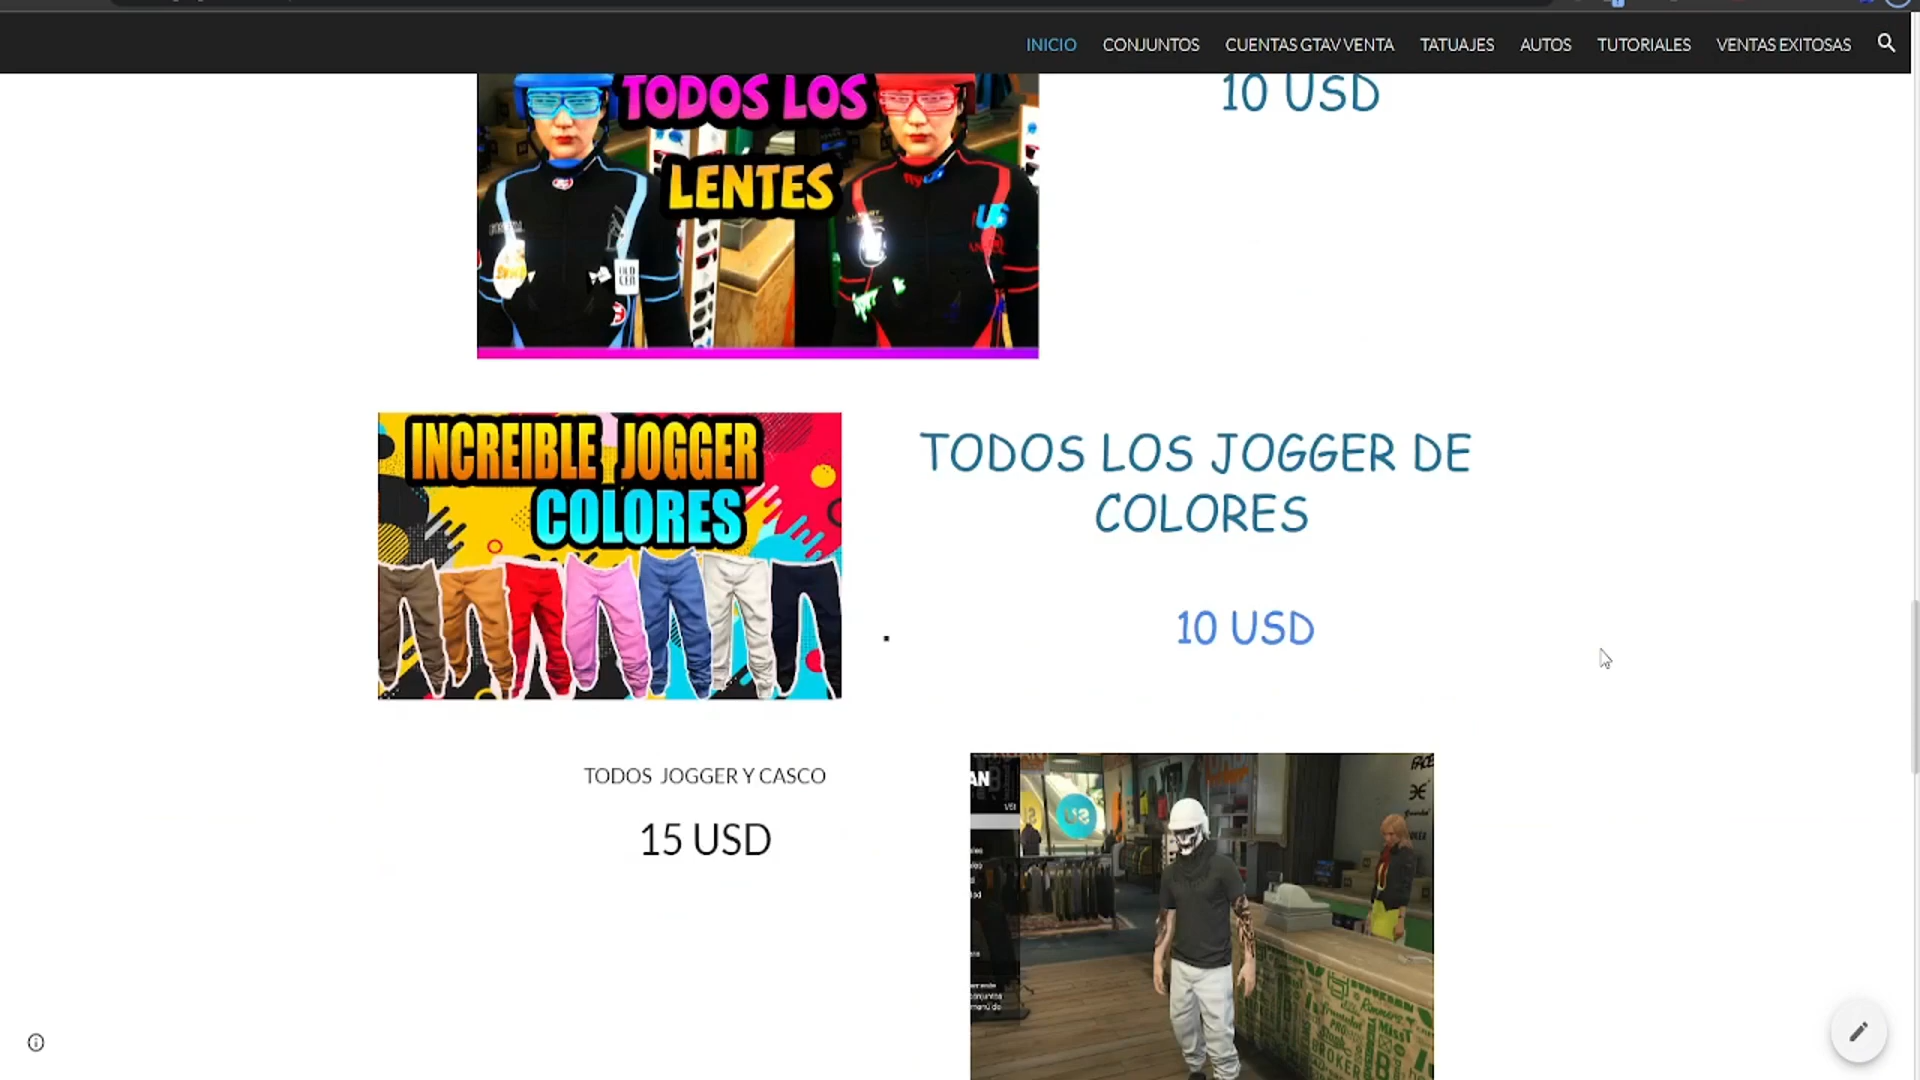 INICIO CONJUNTOS CUENTAS GTAV VENTA TATUAJES AUTOS TUTORIALES VENTAS EXITOSAS
TODOS LOS
LENTES
10 USD
INCREIBLE JOGGER
COLORES
TODOS LOS JOGGER DE
COLORES
10 USD
TODOS JOGGER Y CASCO
15 USD